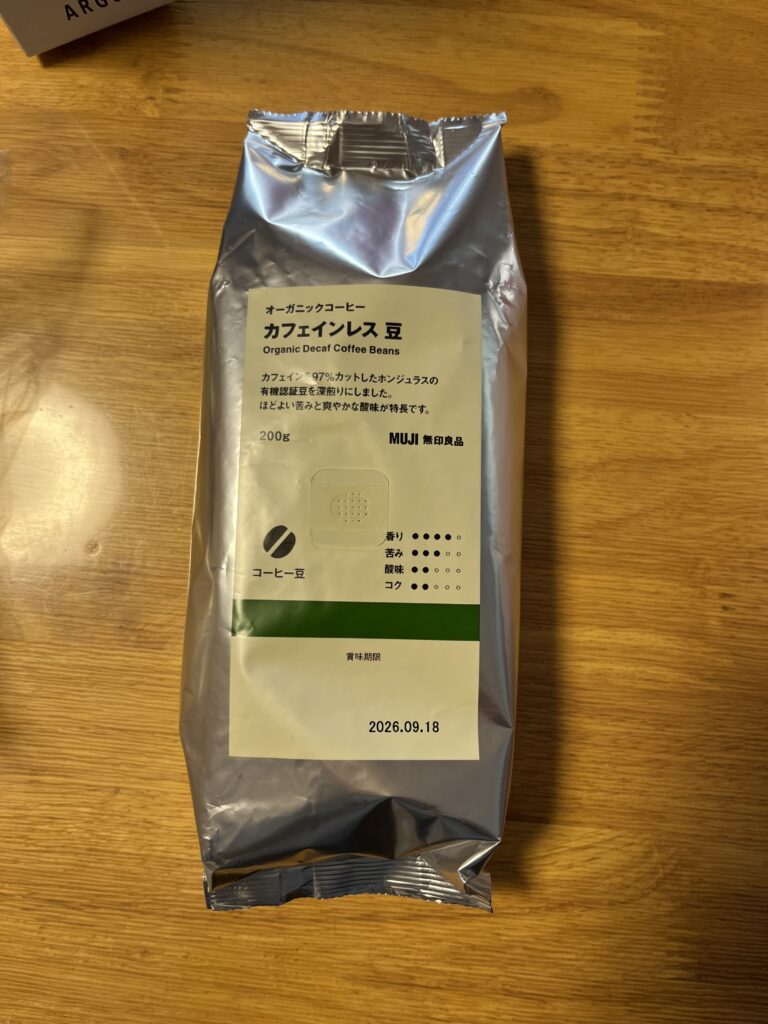 オーガニックコーヒー
カフェインレス 豆
Organic Decaf Coffee Beans
カフェインを97%カットしたホンジュラスの
有機認証豆を深煎りにしました。
ほどよい苦みと爽やかな酸味が特長です。
200g
MUJI 無印良品
香り ●●●●○
苦み ●●●○○
酸味 ●●○○○
コク ●●○○○
コーヒー豆
賞味期限
2026.09.18